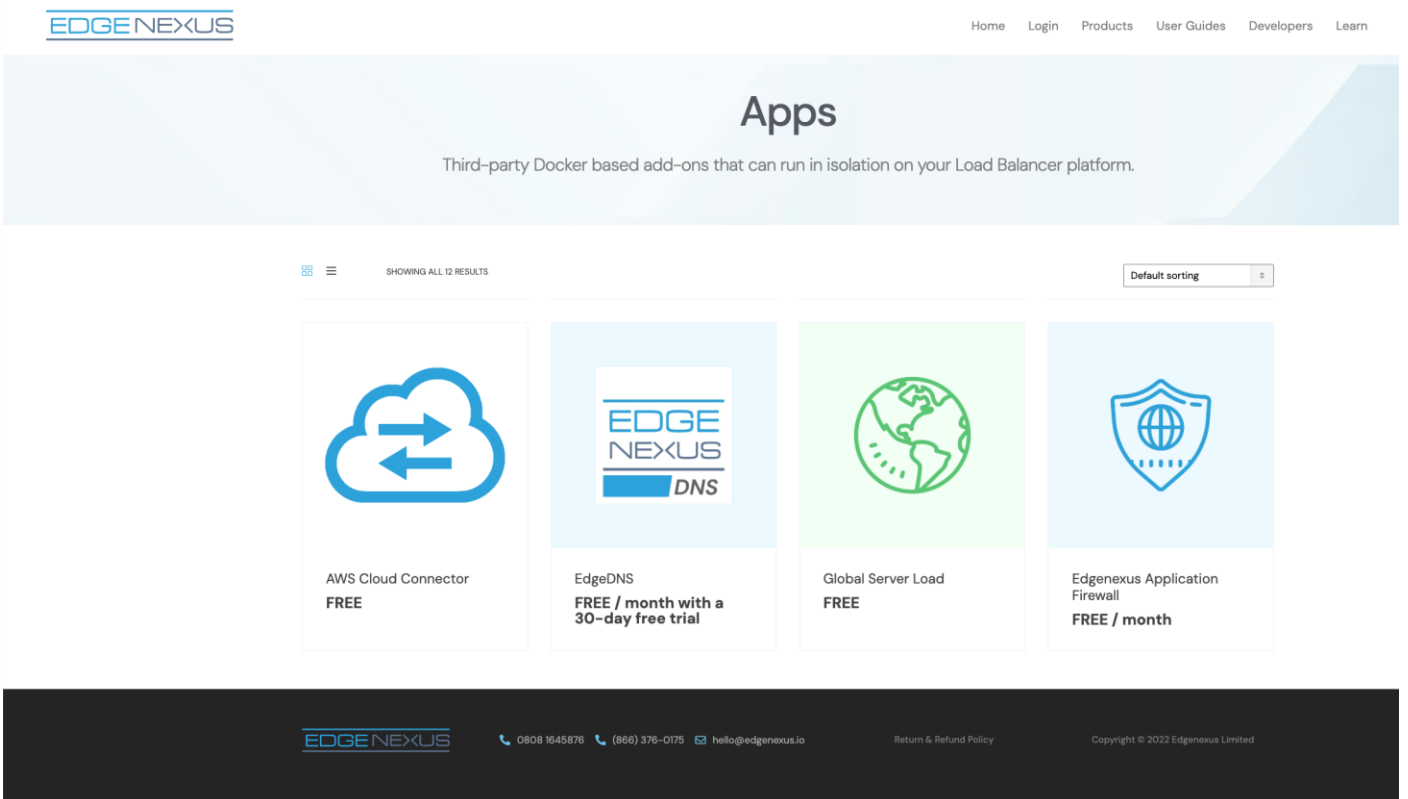 EDGENEXUS
Home Login Products User Guides Developers Learn
Apps
Third-party Docker based add-ons that can run in isolation on your Load Balancer platform.
SHOWING ALL 12 RESULTS
Default sorting
EDGE
NEXUS
DNS
AWS Cloud Connector
FREE
EdgeDNS
FREE / month with a
30-day free trial
Global Server Load
FREE
Edgenexus Application
Firewall
FREE / month
EDGENEXUS
0808 1645876 (866) 376-0175 hello@edgenexus.io
Return & Refund Policy
Copyright © 2022 Edgenexus Limited